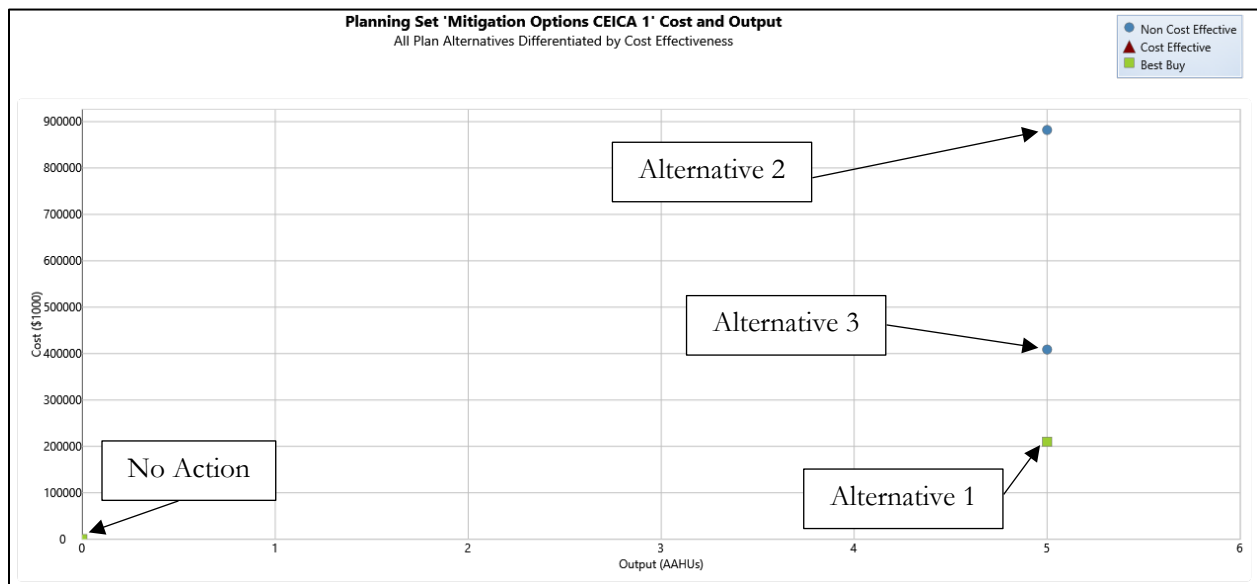 Planning Set 'Mitigation Options CEICA 1' Cost and Output
All Plan Alternatives Differentiated by Cost Effectiveness
Non Cost Effective
Cost Effective
Best Buy
Cost ($1000)
900000
800000
700000
600000
500000
400000
300000
200000
100000
0
Alternative 2
Alternative 3
No Action
Alternative 1
0 1 2 3 4 5 6
Output (AAHUs)